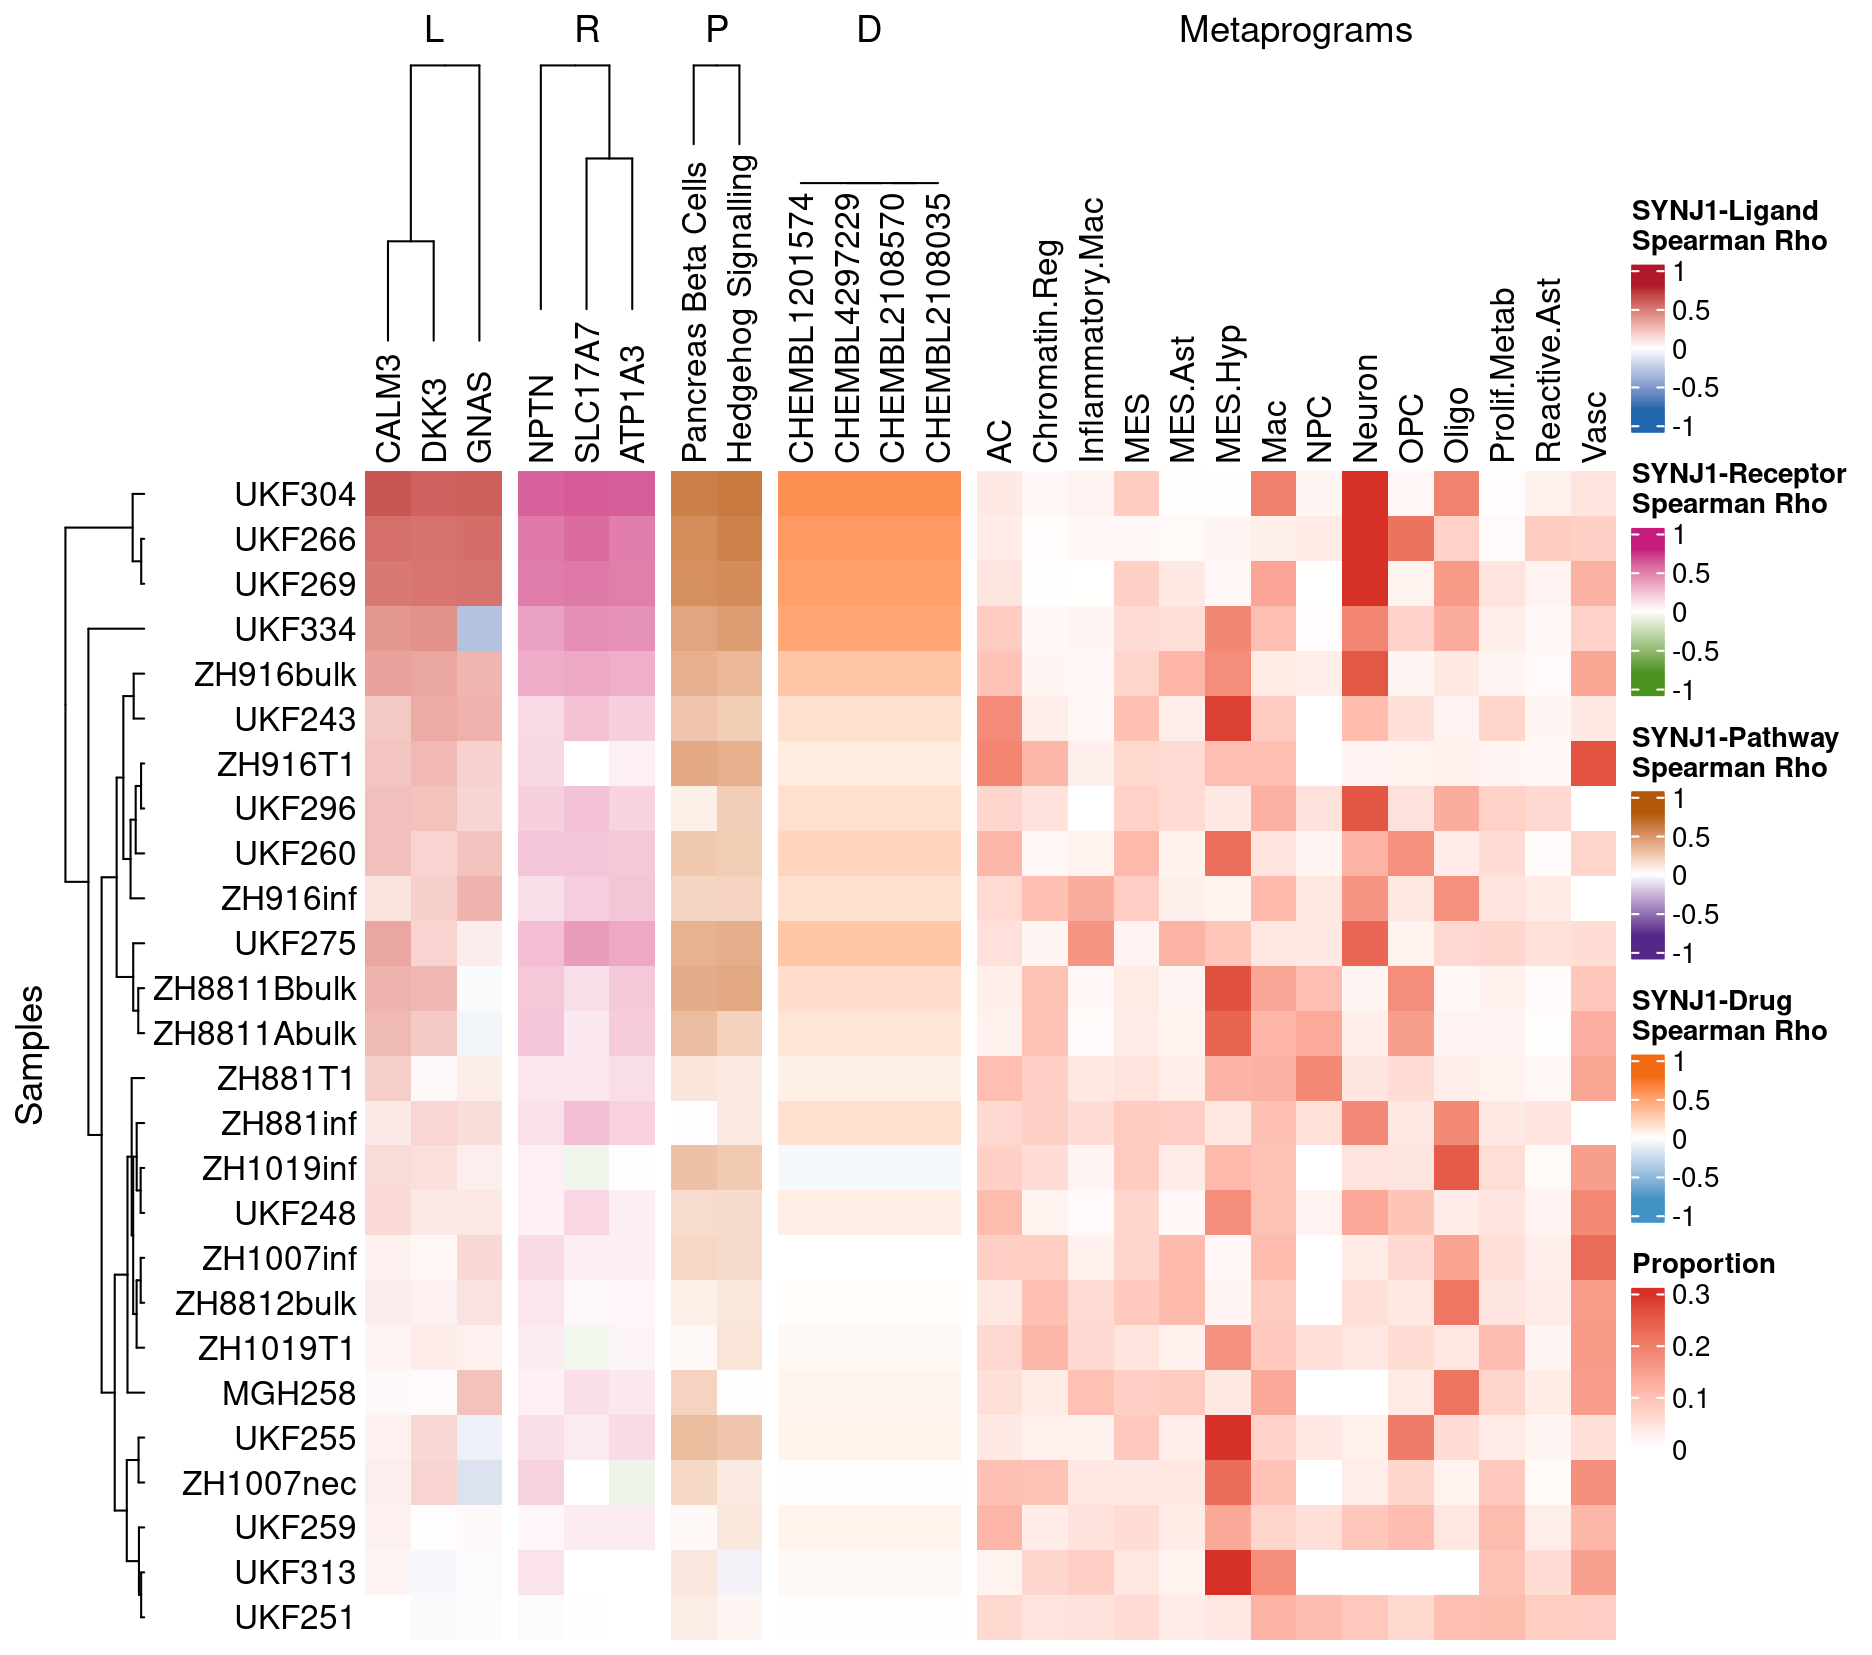 L R P D Metaprograms
CALM3
DKK3
GNAS
NPTN
SLC17A7
ATP1A3
Pancreas Beta Cells
Hedgehog Signalling
CHEMBL1201574
CHEMBL4297229
CHEMBL2108570
CHEMBL2108035
AC
Chromatin.Reg
Inflammatory.Mac
MES
MES.Ast
MES.Hyp
Mac
NPC
Neuron
OPC
Oligo
Prolif.Metab
Reactive.Ast
Vasc
Samples
UKF304
UKF266
UKF269
UKF334
ZH916bulk
UKF243
ZH916T1
UKF296
UKF260
ZH916inf
UKF275
ZH8811Bbulk
ZH8811Abulk
ZH881T1
ZH881inf
ZH1019inf
UKF248
ZH1007inf
ZH8812bulk
ZH1019T1
MGH258
UKF255
ZH1007nec
UKF259
UKF313
UKF251
SYNJ1-Ligand
Spearman Rho
1
0.5
0
-0.5
-1
SYNJ1-Receptor
Spearman Rho
1
0.5
0
-0.5
-1
SYNJ1-Pathway
Spearman Rho
1
0.5
0
-0.5
-1
SYNJ1-Drug
Spearman Rho
1
0.5
0
-0.5
-1
Proportion
0.3
0.2
0.1
0